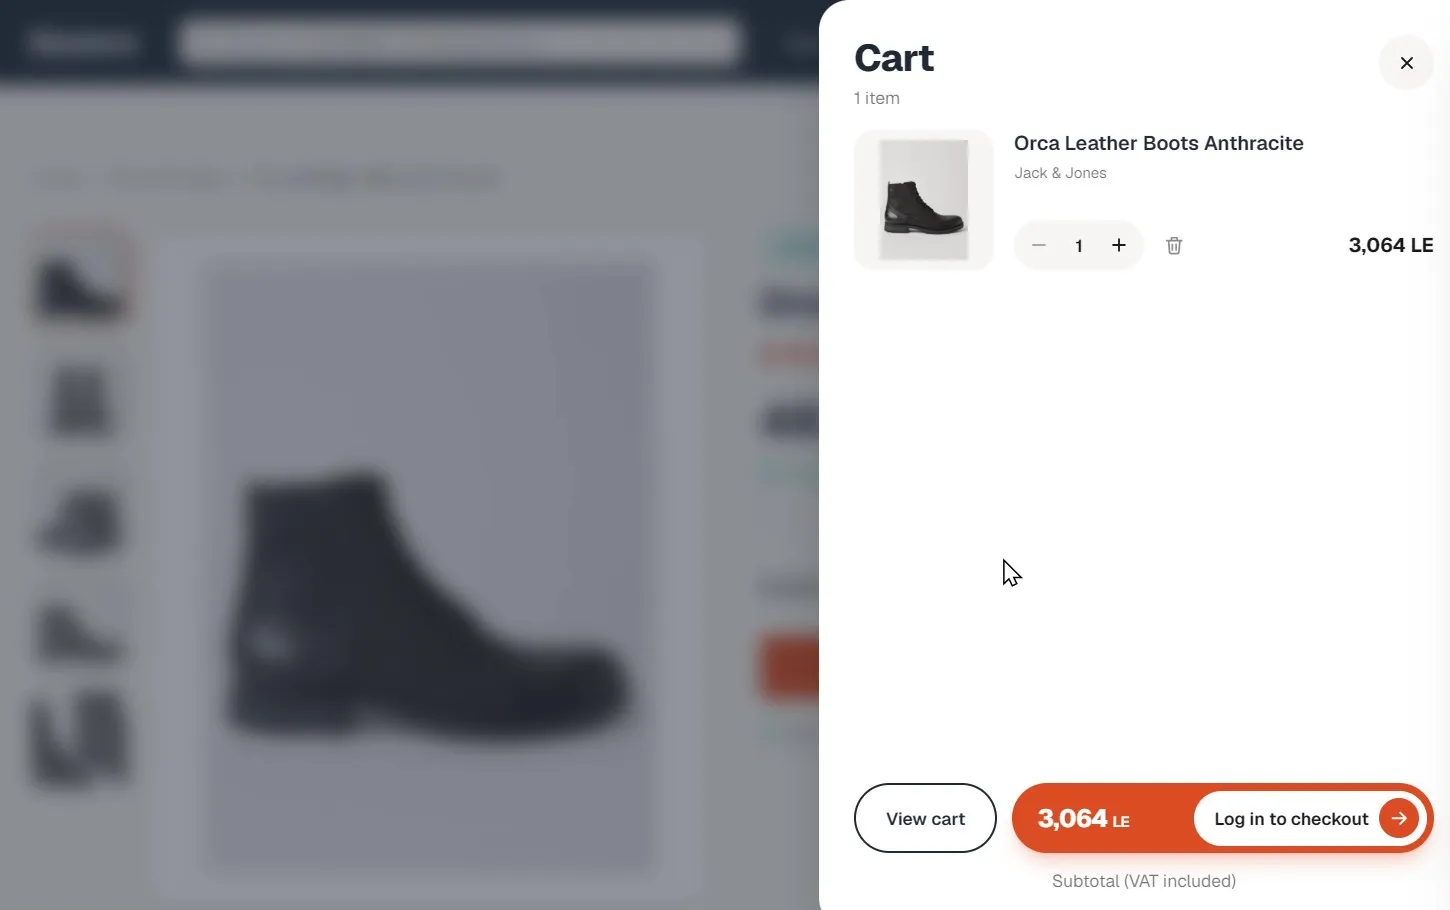 Cart
1 item
Orca Leather Boots Anthracite
Jack & Jones
1
3,064 LE
View cart
3,064 LE
Log in to checkout
Subtotal (VAT included)